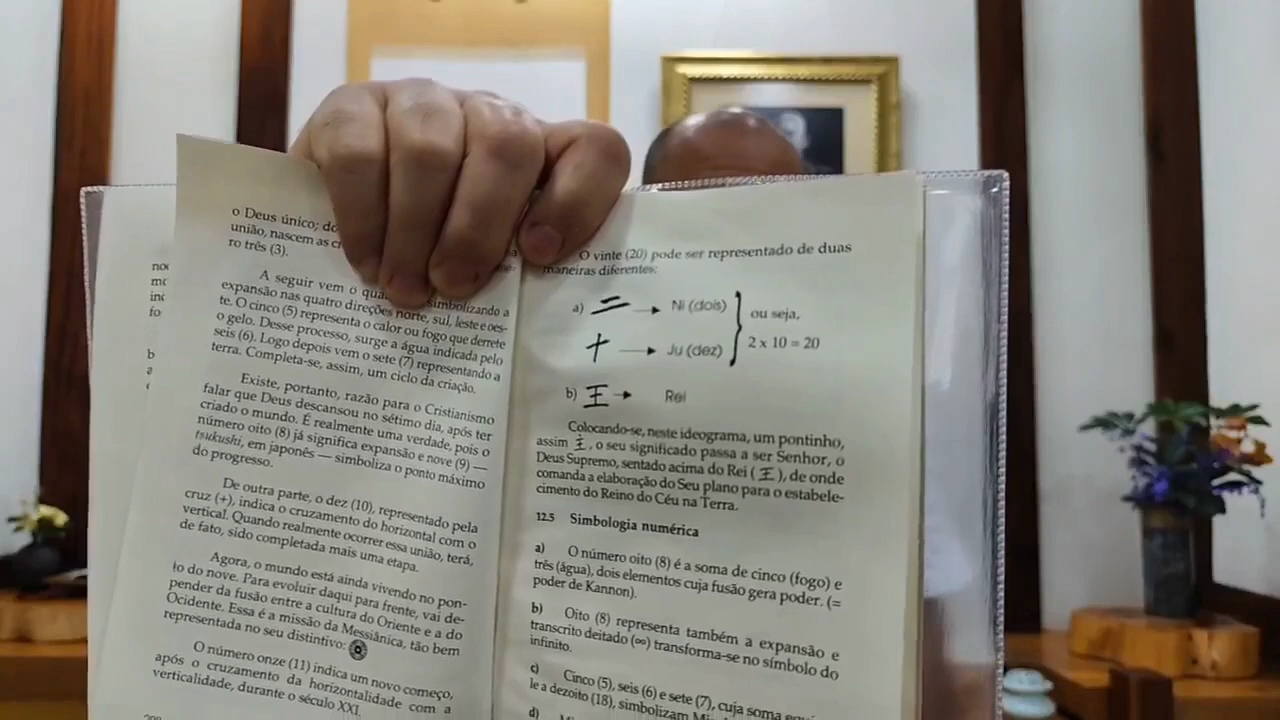 o Deus único;
união, nascem as
ro três (3).
A seguir vem o simbolizando a
expansão nas quatro direções norte, sul, leste e oes-
te. O cinco (5) representa o calor ou fogo que derrete
o gelo. Desse processo, surge a água indicada pelo
seis (6). Logo depois vem o sete (7) representando a
terra. Completa-se, assim, um ciclo da criação.
Existe, portanto, razão para o Cristianismo
falar que Deus descansou no sétimo dia, após ter
criado o mundo. É realmente uma verdade, pois o
número oito (8) já significa expansão e nove (9) —
tsukushi, em japonês — simboliza o ponto máximo
do progresso.
De outra parte, o dez (10), representado pela
cruz (+), indica o cruzamento do horizontal com o
vertical. Quando realmente ocorrer essa união, terá,
de fato, sido completada mais uma etapa.
Agora, o mundo está ainda vivendo no pon-
to do nove. Para evoluir daqui para frente, vai de-
pender da fusão entre a cultura do Oriente e a do
Ocidente. Essa é a missão da Messiânica, tão bem
representada no seu distintivo:
O número onze (11) indica um novo começo,
após o cruzamento da horizontalidade com a
verticalidade, durante o século XXI.
O vinte (20) pode ser representado de duas
maneiras diferentes:
a) 二 → Ni (dois)
十 → Ju (dez)
ou seja,
2 x 10 = 20
b) 王 → Rei
Colocando-se, neste ideograma, um pontinho,
assim 主, o seu significado passa a ser Senhor, o
Deus Supremo, sentado acima do Rei (王), de onde
comanda a elaboração do Seu plano para o estabele-
cimento do Reino do Céu na Terra.
12.5 Simbologia numérica
a) O número oito (8) é a soma de cinco (fogo) e
três (água), dois elementos cuja fusão gera poder. (=
poder de Kannon).
b) Oito (8) representa também a expansão e
transcrito deitado (∞) transforma-se no símbolo do
infinito.
c) Cinco (5), seis (6) e sete (7), cuja soma
le a dezoito (18), simbolizam
d)